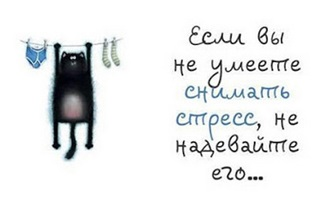 Если вы
не умеете
снимать
стресс, не
надевайте
его...